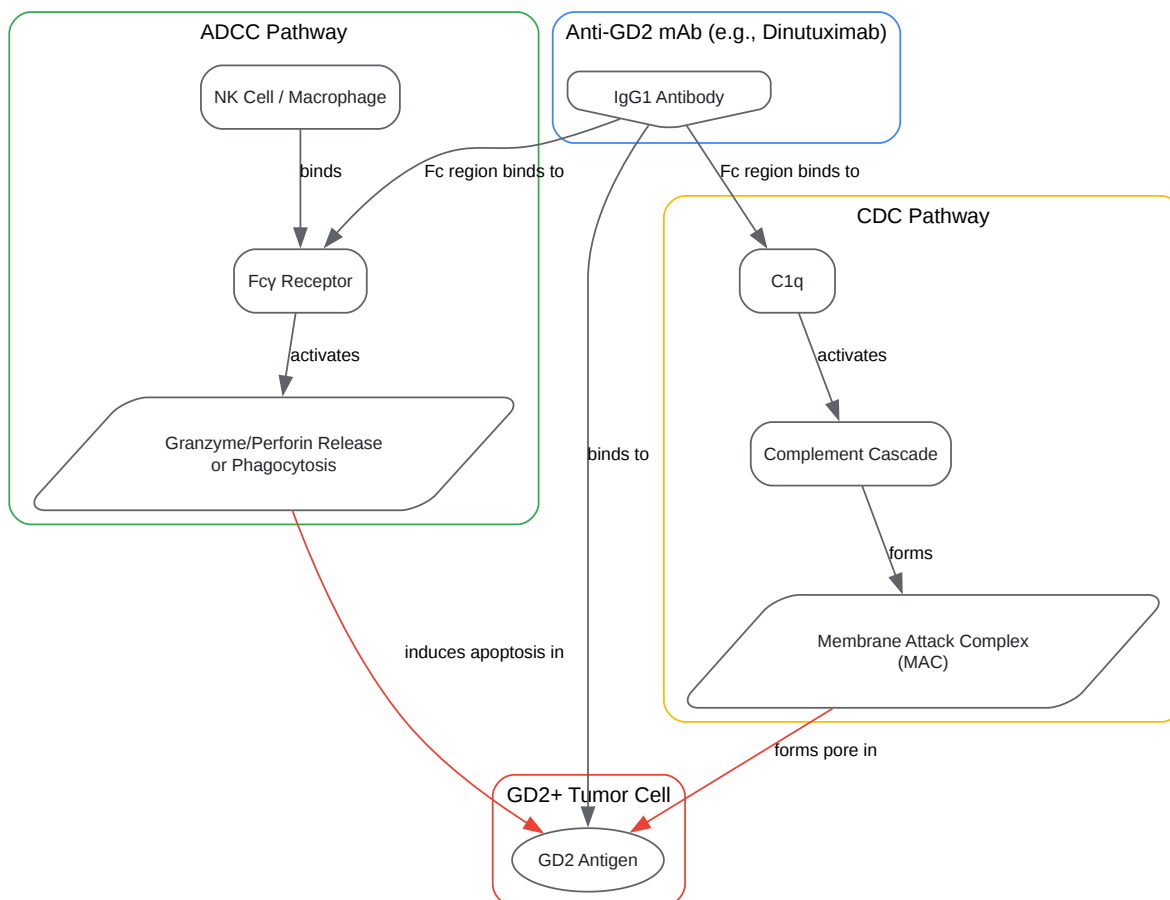 ADCC Pathway
Anti-GD2 mAb (e.g., Dinutuximab)
NK Cell / Macrophage
IgG1 Antibody
binds
Fc region binds to
Fc region binds to
CDC Pathway
Fcγ Receptor
C1q
activates
activates
Granzyme/Perforin Release
or Phagocytosis
binds to
Complement Cascade
forms
induces apoptosis in
Membrane Attack Complex
(MAC)
forms pore in
GD2+ Tumor Cell
GD2 Antigen